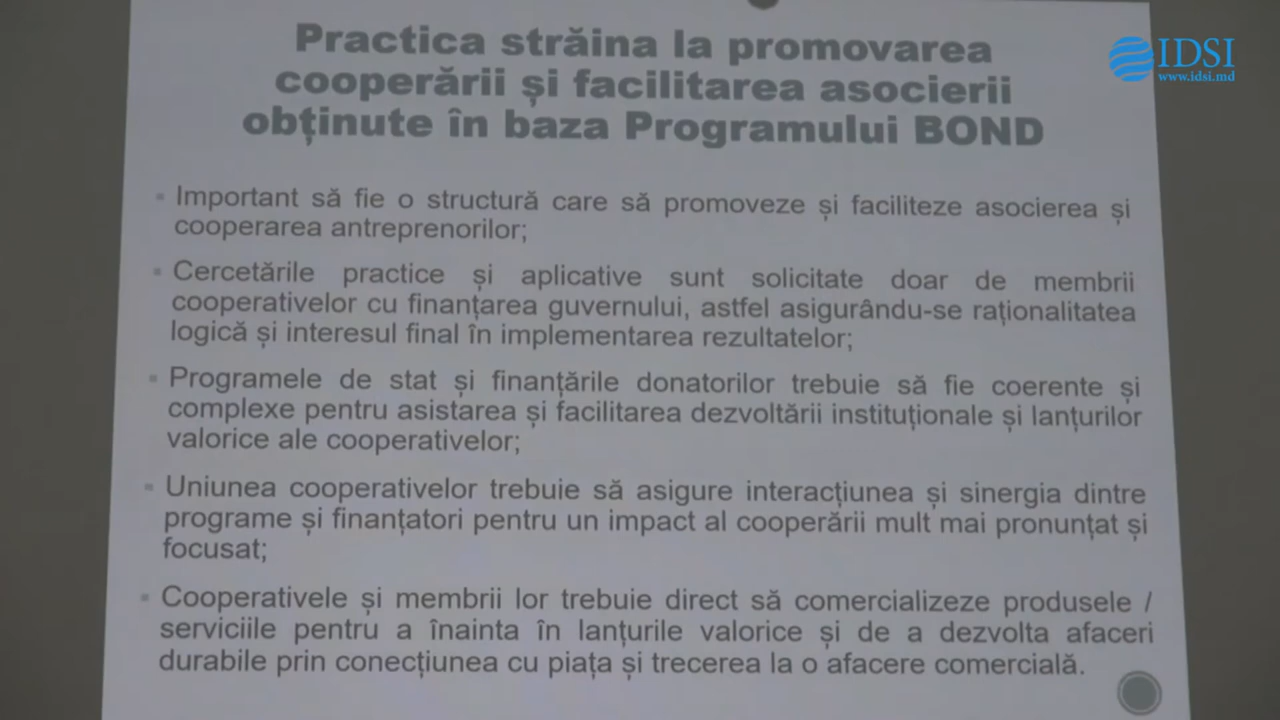 Practica străina la promovarea
cooperării și facilitarea asocierii
obținute în baza Programului BOND
IDSI
www.idsi.md
▪ Important să fie o structură care să promoveze și faciliteze asocierea și
cooperarea antreprenorilor;
▪ Cercetările practice și aplicative sunt solicitate doar de membrii
cooperativelor cu finanțarea guvernului, astfel asigurându-se raționalitatea
logică și interesul final în implementarea rezultatelor;
▪ Programele de stat și finanțările donatorilor trebuie să fie coerente și
complexe pentru asistarea și facilitarea dezvoltării instituționale și lanțurilor
valorice ale cooperativelor;
▪ Uniunea cooperativelor trebuie să asigure interacțiunea și sinergia dintre
programe și finanțatori pentru un impact al cooperării mult mai pronunțat și
focusat;
▪ Cooperativele și membrii lor trebuie direct să comercializeze produsele /
serviciile pentru a înainta în lanțurile valorice și de a dezvolta afaceri
durabile prin conecțiunea cu piața și trecerea la o afacere comercială.